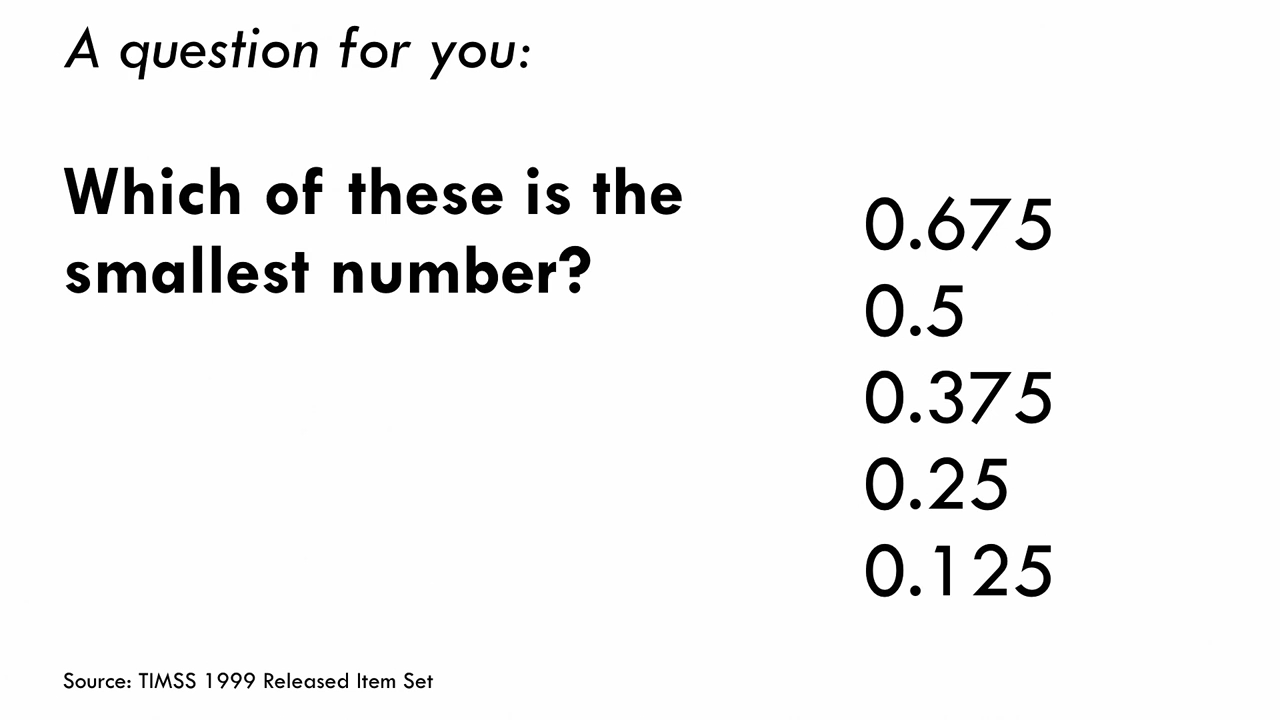 A question for you:
Which of these is the
smallest number?
0.675
0.5
0.375
0.25
0.125
Source: TIMSS 1999 Released Item Set